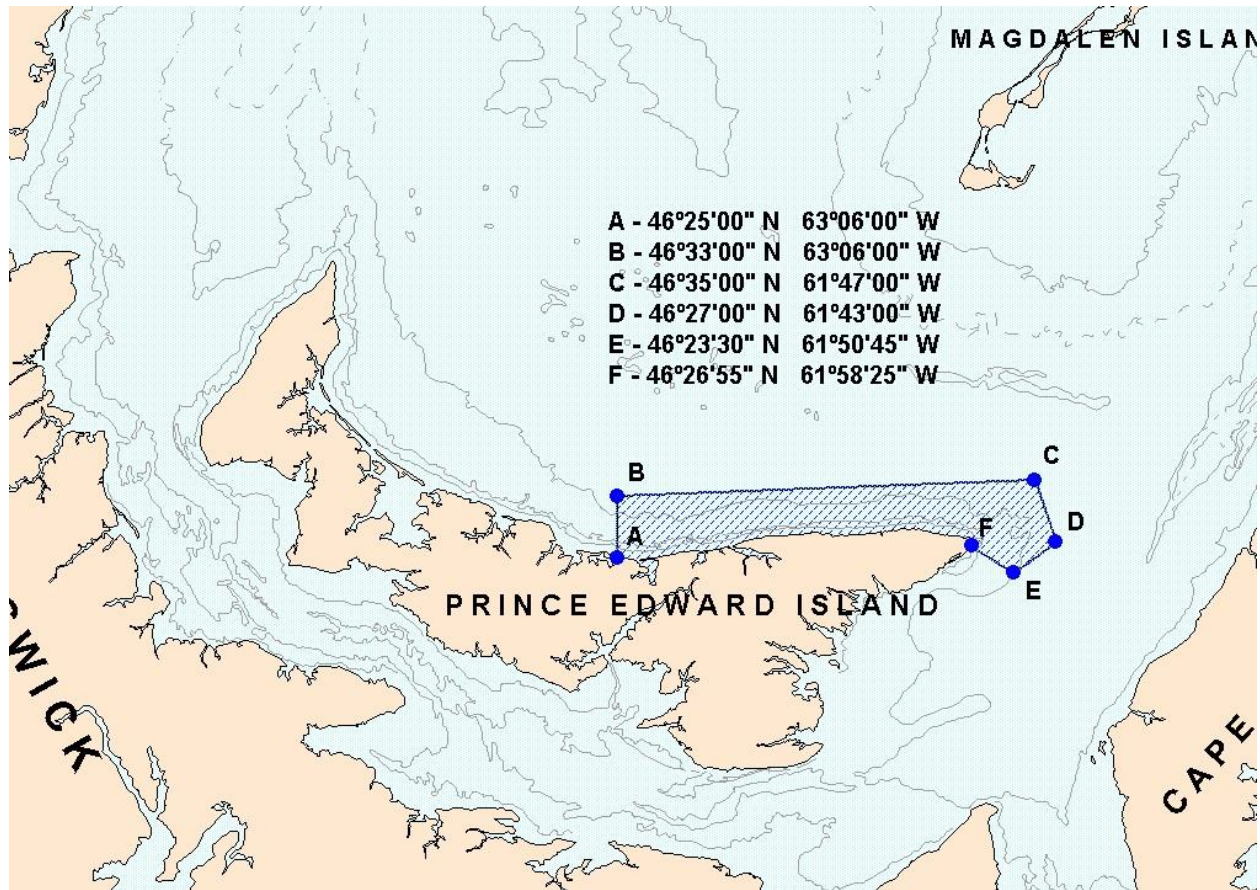 MAGDALEN ISLAN
A - 46º25'00" N 63º06'00" W
B - 46º33'00" N 63º06'00" W
C - 46º35'00" N 61º47'00" W
D - 46º27'00" N 61º43'00" W
E - 46º23'30" N 61º50'45" W
F - 46º26'55" N 61º58'25" W
C
B
D
A
F
E
PRINCE EDWARD ISLAND
WICK
CAPE